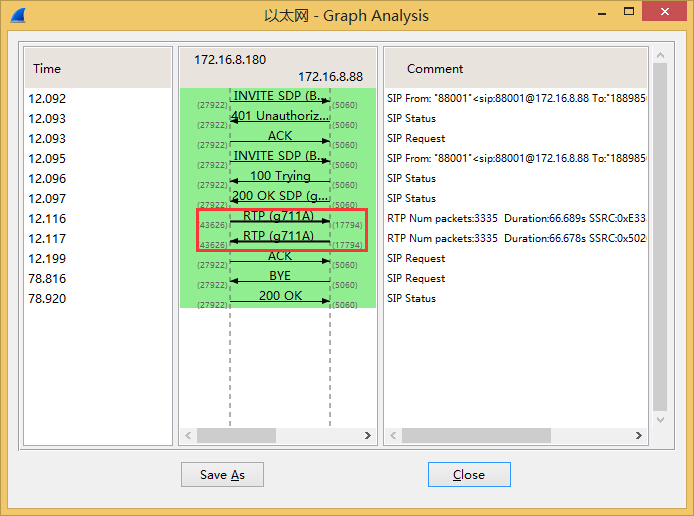 以太网 - Graph Analysis
172.16.8.180
172.16.8.88
Time
Comment
12.092 INVITE SDP (B... (27922) (5060) SIP From: "88001"<sip:88001@172.16.8.88 To:"1889850
12.093 401 Unauthoriz... (27922) (5060) SIP Status
12.093 ACK (27922) (5060) SIP Request
12.095 INVITE SDP (B... (27922) (5060) SIP From: "88001"<sip:88001@172.16.8.88 To:"1889850
12.096 100 Trying (27922) (5060) SIP Status
12.097 200 OK SDP (g... (27922) (5060) SIP Status
12.116 RTP (g711A) (43626) (17794) RTP Num packets:3335 Duration:66.689s SSRC:0xE33
12.117 RTP (g711A) (43626) (17794) RTP Num packets:3335 Duration:66.678s SSRC:0x502
12.199 ACK (27922) (5060) SIP Request
78.816 BYE (27922) (5060) SIP Request
78.920 200 OK (27922) (5060) SIP Status
Save As
Close